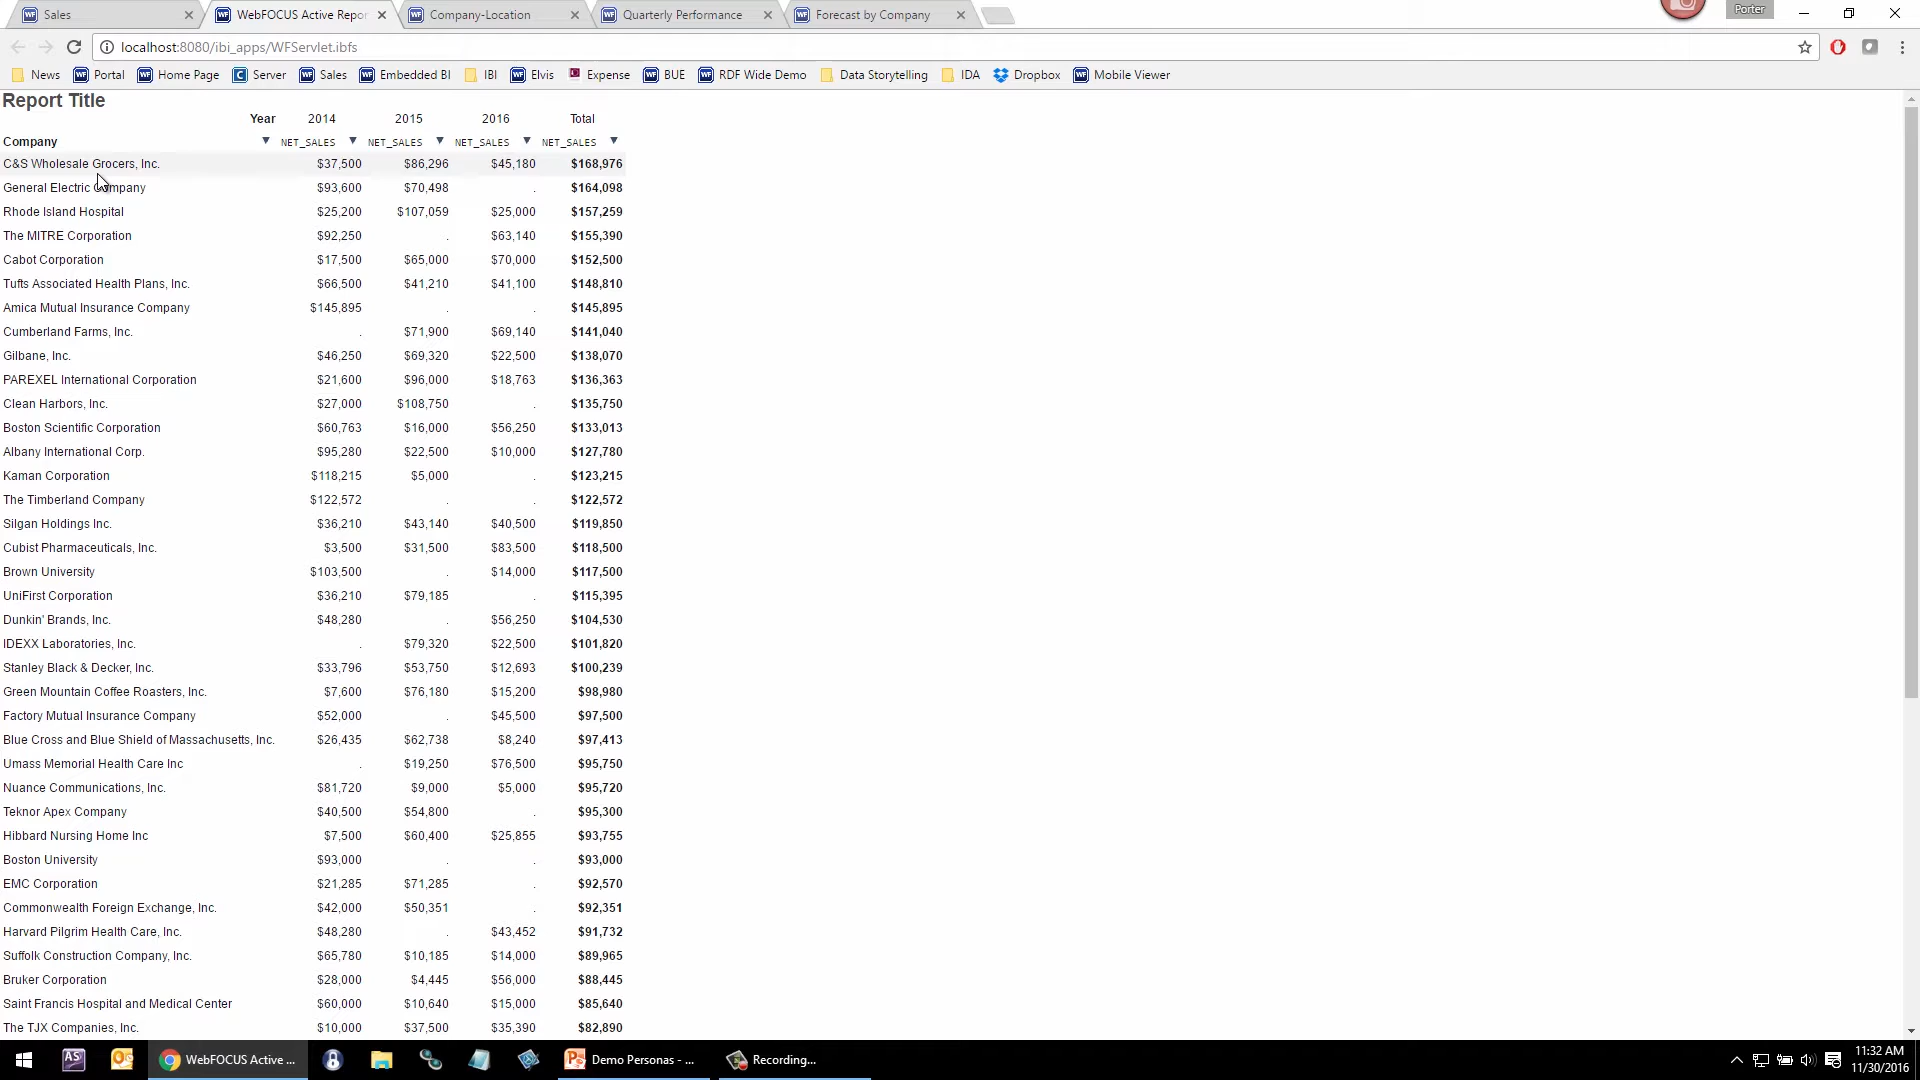 Sales
WebFOCUS Active Repor
Company-Location
Quarterly Performance
Forecast by Company
Porter
localhost:8080/ibi_apps/WFServlet.ibfs
News Portal Home Page Server Sales Embedded BI IBI Elvis Expense BUE RDF Wide Demo Data Storytelling IDA Dropbox Mobile Viewer
Report Title
Year 2014 2015 2016 Total
Company NET_SALES NET_SALES NET_SALES NET_SALES
C&S Wholesale Grocers, Inc. $37,500 $86,296 $45,180 $168,976
General Electric Company $93,600 $70,498 . $164,098
Rhode Island Hospital $25,200 $107,059 $25,000 $157,259
The MITRE Corporation $92,250 . $63,140 $155,390
Cabot Corporation $17,500 $65,000 $70,000 $152,500
Tufts Associated Health Plans, Inc. $66,500 $41,210 $41,100 $148,810
Amica Mutual Insurance Company $145,895 . . $145,895
Cumberland Farms, Inc. . $71,900 $69,140 $141,040
Gilbane, Inc. $46,250 $69,320 $22,500 $138,070
PAREXEL International Corporation $21,600 $96,000 $18,763 $136,363
Clean Harbors, Inc. $27,000 $108,750 . $135,750
Boston Scientific Corporation $60,763 $16,000 $56,250 $133,013
Albany International Corp. $95,280 $22,500 $10,000 $127,780
Kaman Corporation $118,215 $5,000 . $123,215
The Timberland Company $122,572 . . $122,572
Silgan Holdings Inc. $36,210 $43,140 $40,500 $119,850
Cubist Pharmaceuticals, Inc. $3,500 $31,500 $83,500 $118,500
Brown University $103,500 . $14,000 $117,500
UniFirst Corporation $36,210 $79,185 . $115,395
Dunkin' Brands, Inc. $48,280 . $56,250 $104,530
IDEXX Laboratories, Inc. . $79,320 $22,500 $101,820
Stanley Black & Decker, Inc. $33,796 $53,750 $12,693 $100,239
Green Mountain Coffee Roasters, Inc. $7,600 $76,180 $15,200 $98,980
Factory Mutual Insurance Company $52,000 . $45,500 $97,500
Blue Cross and Blue Shield of Massachusetts, Inc. $26,435 $62,738 $8,240 $97,413
Umass Memorial Health Care Inc . $19,250 $76,500 $95,750
Nuance Communications, Inc. $81,720 $9,000 $5,000 $95,720
Teknor Apex Company $40,500 $54,800 . $95,300
Hibbard Nursing Home Inc $7,500 $60,400 $25,855 $93,755
Boston University $93,000 . . $93,000
EMC Corporation $21,285 $71,285 . $92,570
Commonwealth Foreign Exchange, Inc. $42,000 $50,351 . $92,351
Harvard Pilgrim Health Care, Inc. $48,280 . $43,452 $91,732
Suffolk Construction Company, Inc. $65,780 $10,185 $14,000 $89,965
Bruker Corporation $28,000 $4,445 $56,000 $88,445
Saint Francis Hospital and Medical Center $60,000 $10,640 $15,000 $85,640
The TJX Companies, Inc. $10,000 $37,500 $35,390 $82,890
WebFOCUS Active ... Demo Personas - ... Recording...
11:32 AM
11/30/2016